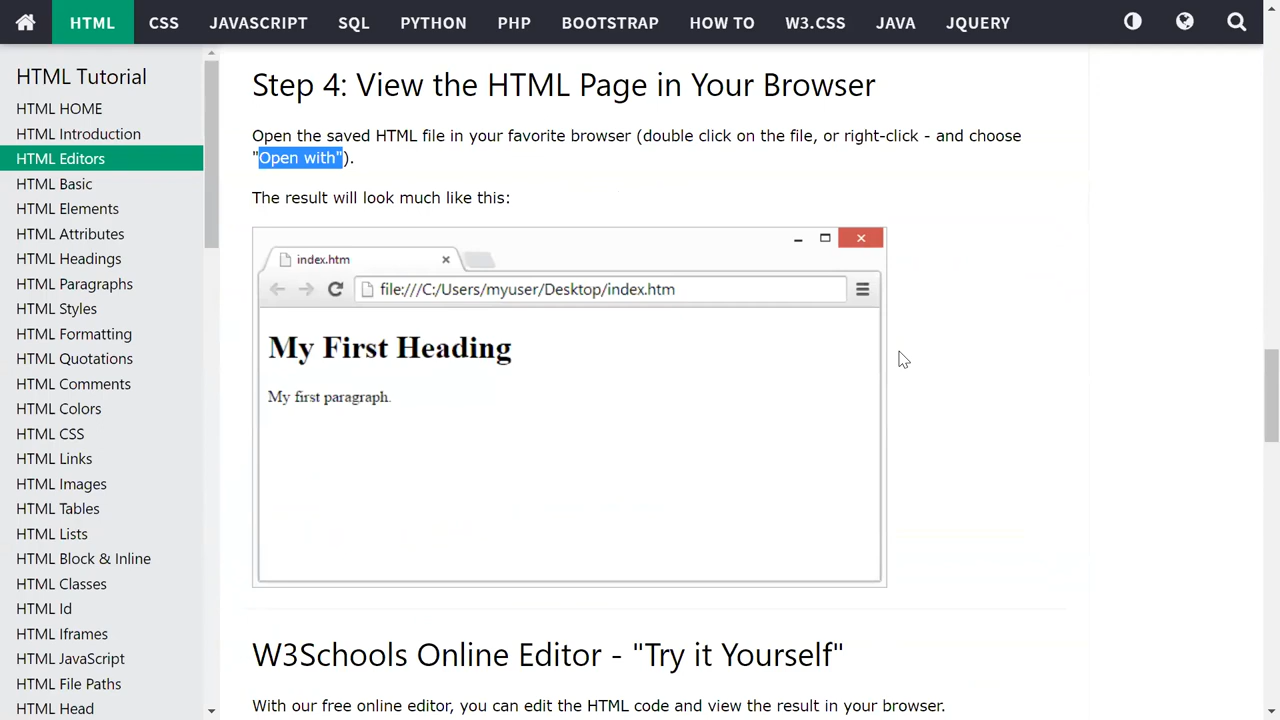 HTML CSS JAVASCRIPT SQL PYTHON PHP BOOTSTRAP HOW TO W3.CSS JAVA JQUERY
HTML Tutorial
HTML HOME
HTML Introduction
HTML Editors
HTML Basic
HTML Elements
HTML Attributes
HTML Headings
HTML Paragraphs
HTML Styles
HTML Formatting
HTML Quotations
HTML Comments
HTML Colors
HTML CSS
HTML Links
HTML Images
HTML Tables
HTML Lists
HTML Block & Inline
HTML Classes
HTML Id
HTML Iframes
HTML JavaScript
HTML File Paths
HTML Head
Step 4: View the HTML Page in Your Browser
Open the saved HTML file in your favorite browser (double click on the file, or right-click - and choose
"Open with").
The result will look much like this:
index.htm
file:///C:/Users/myuser/Desktop/index.htm
My First Heading
My first paragraph.
W3Schools Online Editor - "Try it Yourself"
With our free online editor, you can edit the HTML code and view the result in your browser.